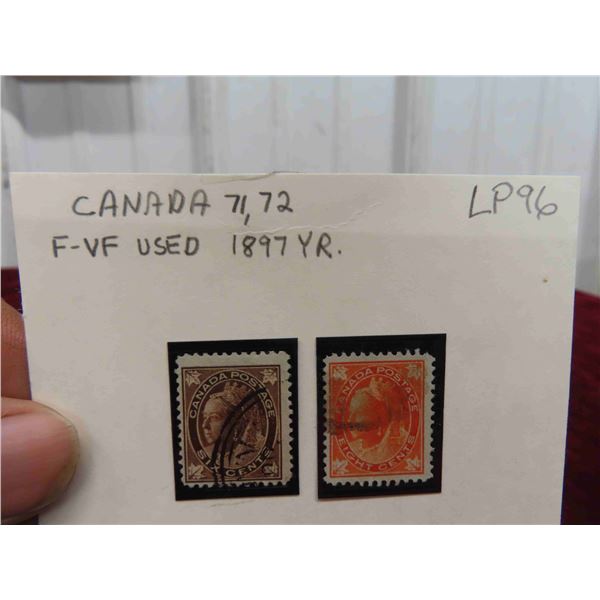 CANADA 71, 72
LP96
F-VF USED 1897 YR.
CANADA POSTAGE
SIX CENTS
CANADA POSTAGE
EIGHT CENTS